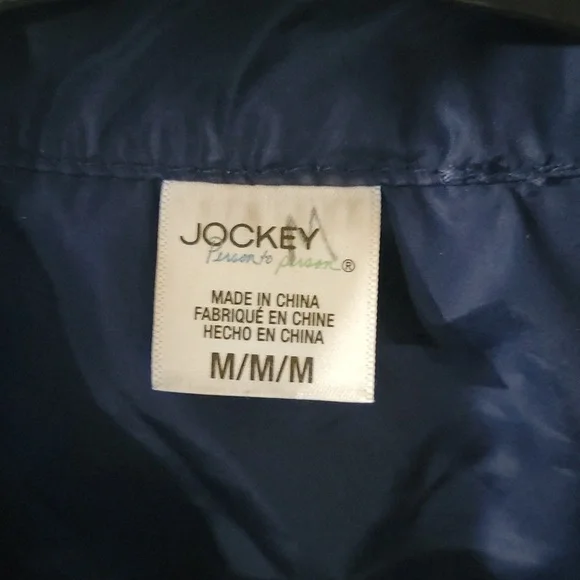 JOCKEY
Person to person®
MADE IN CHINA
FABRIQUÉ EN CHINE
HECHO EN CHINA
M/M/M